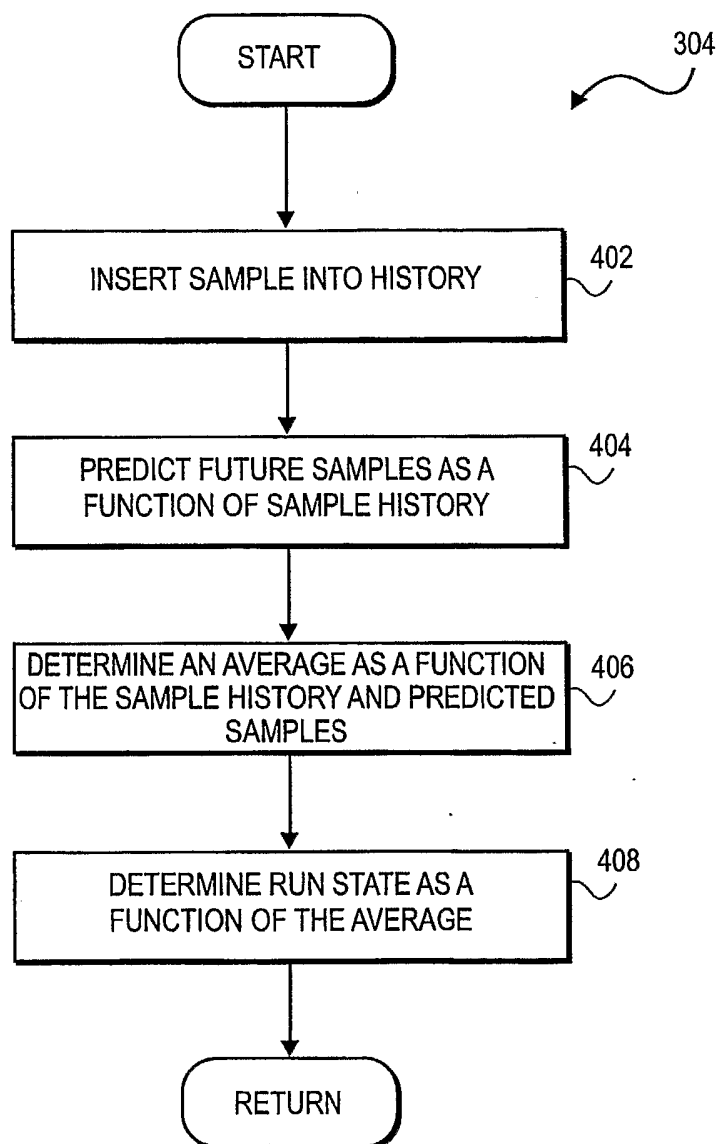 START
304
INSERT SAMPLE INTO HISTORY
402
PREDICT FUTURE SAMPLES AS A
FUNCTION OF SAMPLE HISTORY
404
DETERMINE AN AVERAGE AS A FUNCTION
OF THE SAMPLE HISTORY AND PREDICTED
SAMPLES
406
DETERMINE RUN STATE AS A
FUNCTION OF THE AVERAGE
408
RETURN